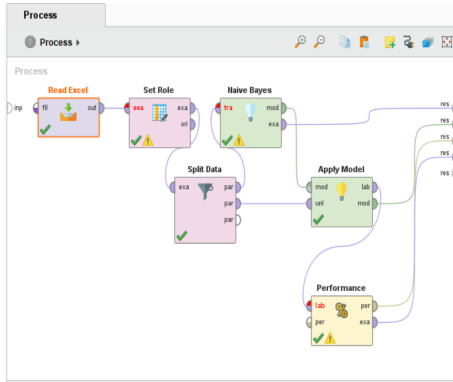 Process
Process
Process
Read Excel
Set Role
Naive Bayes
inp
fil
out
exa
exa
ori
tra
mod
exa
res
res
res
res
res
Split Data
exa
par
par
par
Apply Model
mod
lab
unl
mod
Performance
lab
per
per
exa